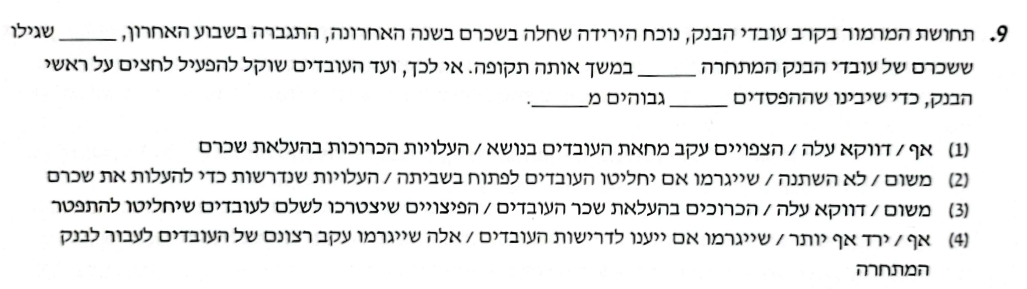 9. תחושת המרמור בקרב עובדי הבנק, נוכח הירידה שחלה בשכרם בשנה האחרונה, התגברה בשבוע האחרון, ______ שגילו
ששכרם של עובדי הבנק המתחרה ______ במשך אותה תקופה. אי לכך, ועד העובדים שוקל להפעיל לחצים על ראשי
הבנק, כדי שיבינו שההפסדים ______ גבוהים מ______.
(1) אף / דווקא עלה / הצפויים עקב מחאת העובדים בנושא / העלויות הכרוכות בהעלאת שכרם
(2) משום / לא השתנה / שייגרמו אם יחליטו העובדים לפתוח בשביתה / העלויות שנדרשות כדי להעלות את שכרם
(3) משום / דווקא עלה / הכרוכים בהעלאת שכר העובדים / הפיצויים שיצטרכו לשלם לעובדים שיחליטו להתפטר
(4) אף / ירד אף יותר / שייגרמו אם ייענו לדרישות העובדים / אלה שייגרמו עקב רצונם של העובדים לעבור לבנק
המתחרה